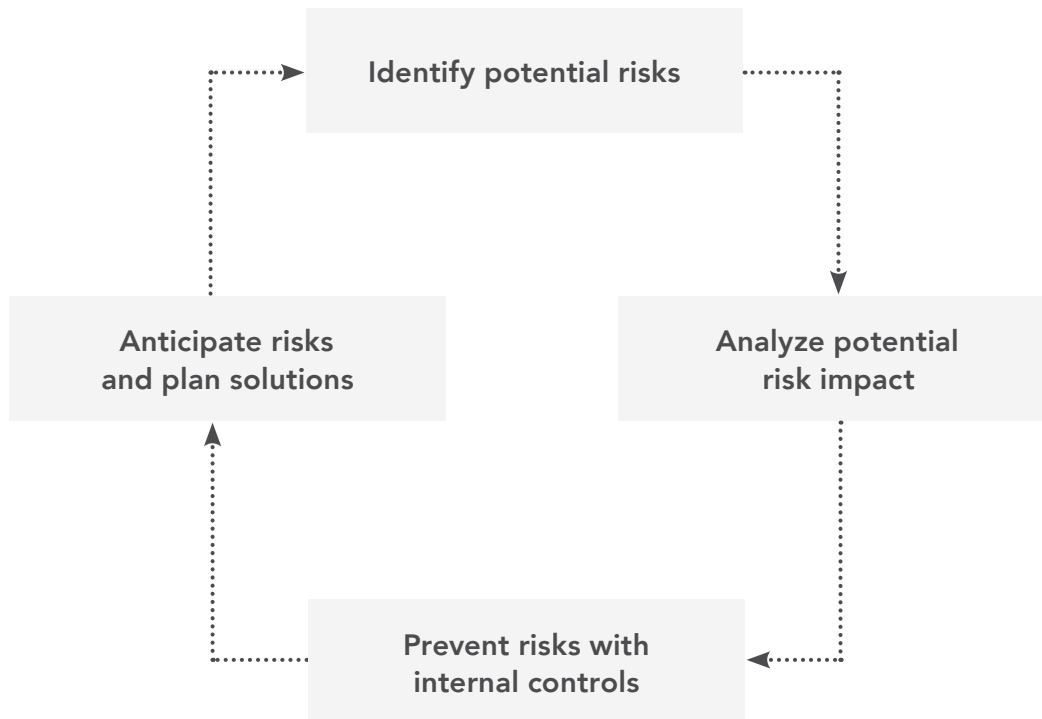 Identify potential risks
Anticipate risks
and plan solutions
Analyze potential
risk impact
Prevent risks with
internal controls